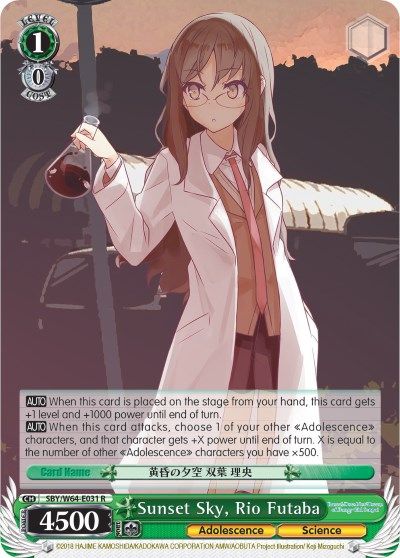 LEVEL
1
0
COST
AUTO When this card is placed on the stage from your hand, this card gets
+1 level and +1000 power until end of turn.
AUTO When this card attacks, choose 1 of your other «Adolescence»
characters, and that character gets +X power until end of turn. X is equal to
the number of other «Adolescence» characters you have ×500.
Card Name
黄昏の夕空 双葉 理央
SBY/W64-E031 R
Sunset Sky, Rio Futaba
POWER
4500
Adolescence
Science
©2018 HAJIME KAMOSHIDA/KADOKAWA CORPORATION AMW/AOBUTA Project Illustration/ Keji Mizoguchi